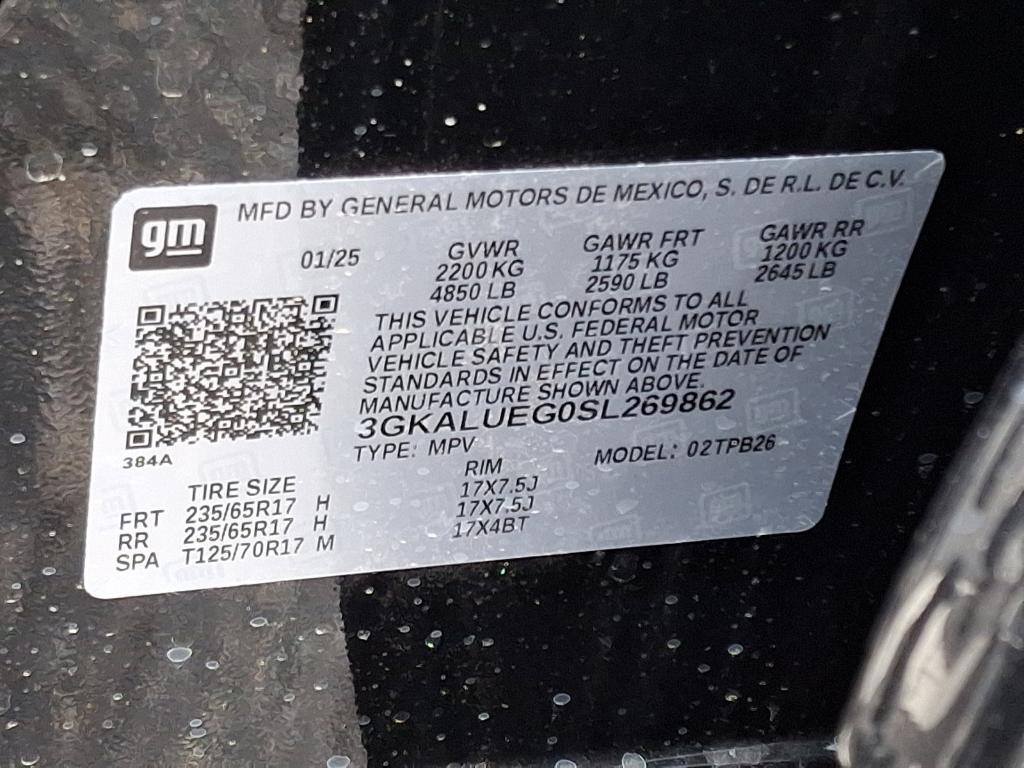 gm
MFD BY GENERAL MOTORS DE MEXICO, S. DE R.L. DE C.V.
01/25 GVWR GAWR FRT GAWR RR
2200 KG 1175 KG 1200 KG
4850 LB 2590 LB 2645 LB
THIS VEHICLE CONFORMS TO ALL
APPLICABLE U.S. FEDERAL MOTOR
VEHICLE SAFETY AND THEFT PREVENTION
STANDARDS IN EFFECT ON THE DATE OF
MANUFACTURE SHOWN ABOVE.
3GKALUEG0SL269862
TYPE: MPV MODEL: 02TPB26
384A
TIRE SIZE RIM
FRT 235/65R17 H 17X7.5J
RR 235/65R17 H 17X7.5J
SPA T125/70R17 M 17X4BT